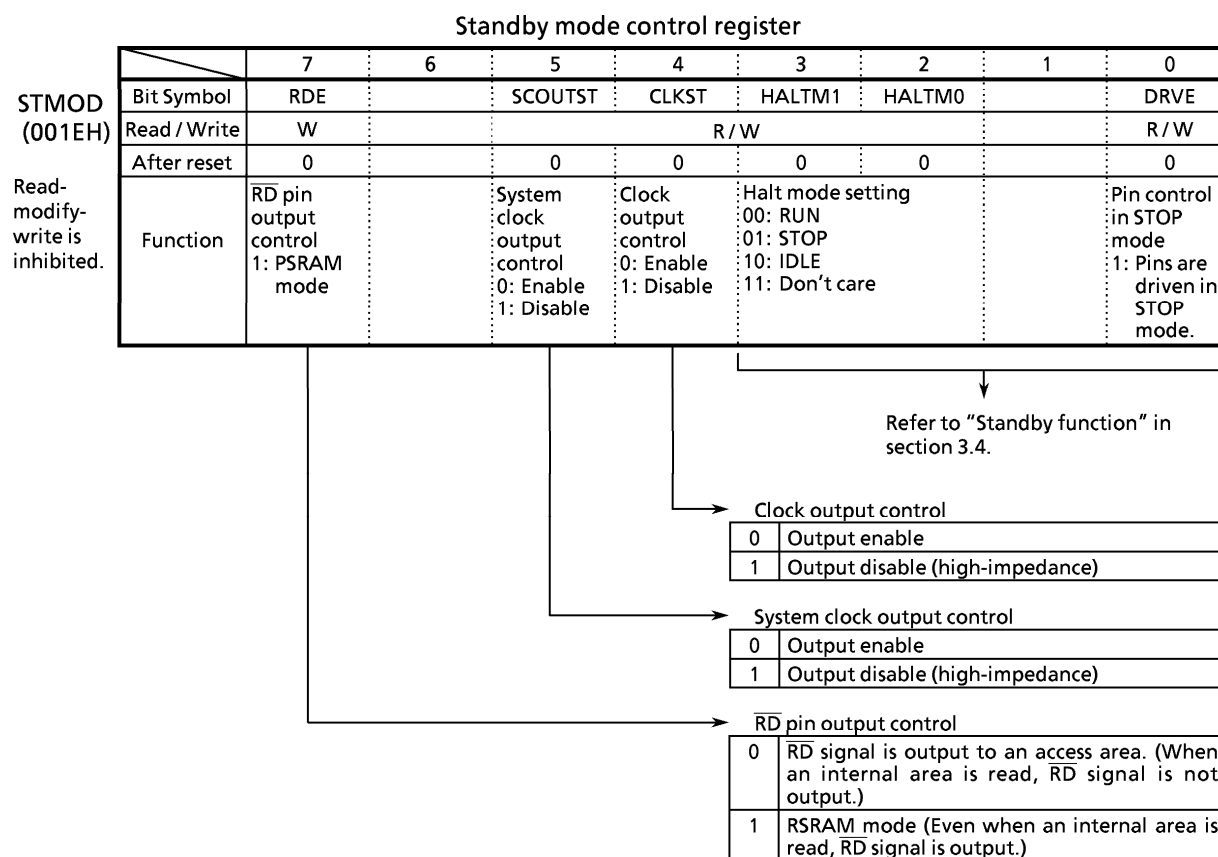 Standby mode control register
7 6 5 4 3 2 1 0
STMOD
(001EH)
Bit Symbol RDE SCOUTST CLKST HALTM1 HALTM0 DRVE
Read / Write W R / W R / W
After reset 0 0 0 0 0 0
Read-
modify-
write is
inhibited.
Function
RD pin
output
control
1: PSRAM
mode
System
clock
output
control
0: Enable
1: Disable
Clock
output
control
0: Enable
1: Disable
Halt mode setting
00: RUN
01: STOP
10: IDLE
11: Don't care
Pin control
in STOP
mode
1: Pins are
driven in
STOP
mode.
Refer to "Standby function" in
section 3.4.
Clock output control
0 Output enable
1 Output disable (high-impedance)
System clock output control
0 Output enable
1 Output disable (high-impedance)
RD pin output control
0 RD signal is output to an access area. (When
an internal area is read, RD signal is not
output.)
1 RSRAM mode (Even when an internal area is
read, RD signal is output.)